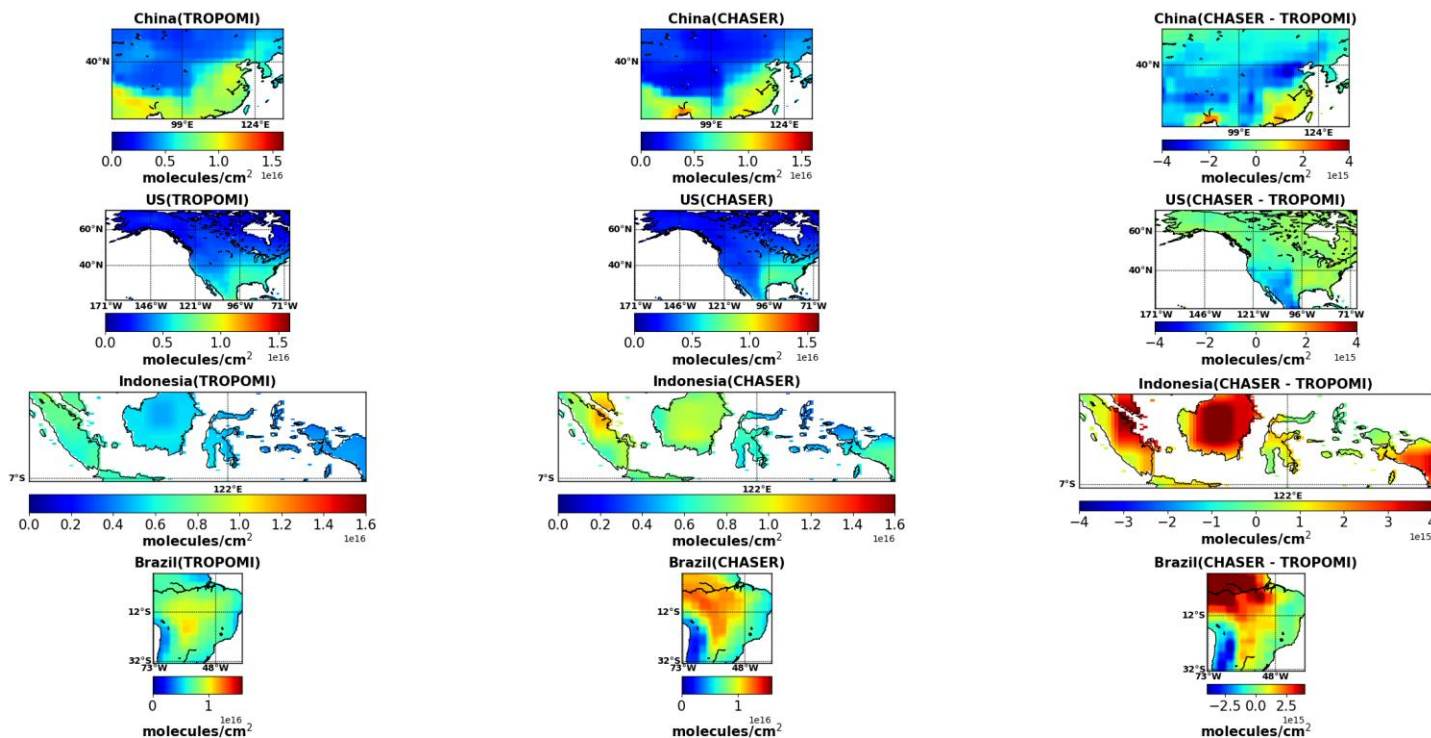 China(TROPOMI)
China(CHASER)
China(CHASER - TROPOMI)
40°N
40°N
40°N
99°E 124°E
99°E 124°E
99°E 124°E
0.0 0.5 1.0 1.5
0.0 0.5 1.0 1.5
−4 −2 0 2 4
molecules/cm² 1e16
molecules/cm² 1e16
molecules/cm² 1e15
US(TROPOMI)
US(CHASER)
US(CHASER - TROPOMI)
60°N
60°N
60°N
40°N
40°N
40°N
171°W 146°W 121°W 96°W 71°W
171°W 146°W 121°W 96°W 71°W
171°W 146°W 121°W 96°W 71°W
0.0 0.5 1.0 1.5
0.0 0.5 1.0 1.5
−4 −2 0 2 4
molecules/cm² 1e16
molecules/cm² 1e16
molecules/cm² 1e15
Indonesia(TROPOMI)
Indonesia(CHASER)
Indonesia(CHASER - TROPOMI)
7°S
7°S
7°S
122°E
122°E
122°E
0.0 0.2 0.4 0.6 0.8 1.0 1.2 1.4 1.6
0.0 0.2 0.4 0.6 0.8 1.0 1.2 1.4 1.6
−4 −3 −2 −1 0 1 2 3 4
molecules/cm² 1e16
molecules/cm² 1e16
molecules/cm² 1e15
Brazil(TROPOMI)
Brazil(CHASER)
Brazil(CHASER - TROPOMI)
12°S
12°S
12°S
32°S
32°S
32°S
73°W 48°W
73°W 48°W
73°W 48°W
0 1
0 1
−2.5 0.0 2.5
1e16
1e16
1e15
molecules/cm²
molecules/cm²
molecules/cm²